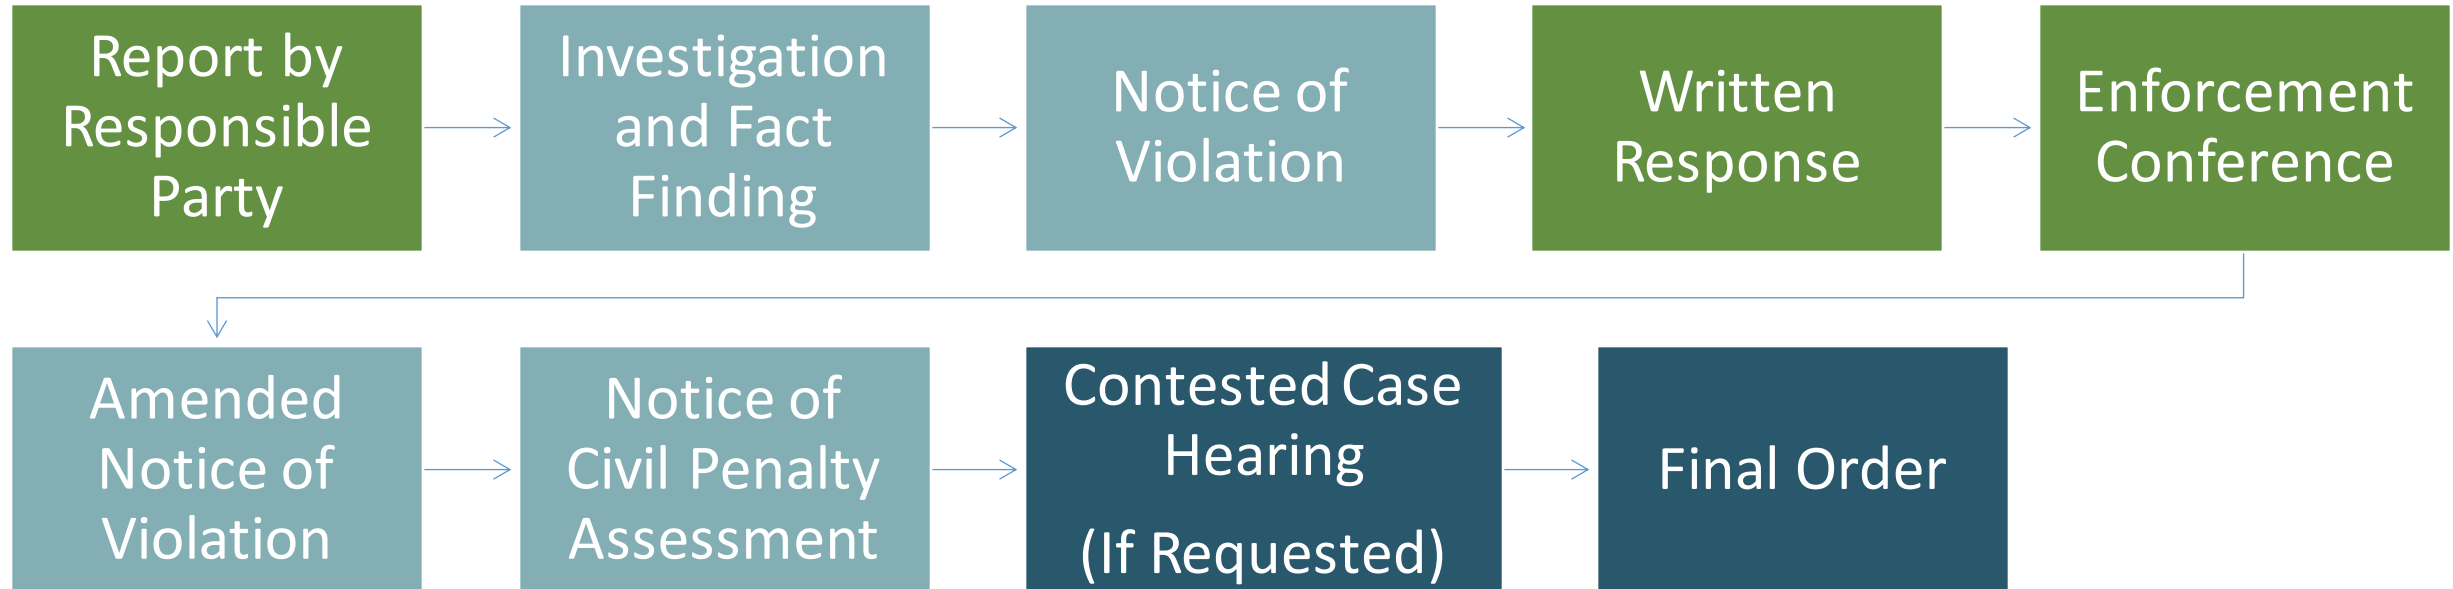 Report by
Responsible
Party
Investigation
and Fact
Finding
Notice of
Violation
Written
Response
Enforcement
Conference
Amended
Notice of
Violation
Notice of
Civil Penalty
Assessment
Contested Case
Hearing
(If Requested)
Final Order